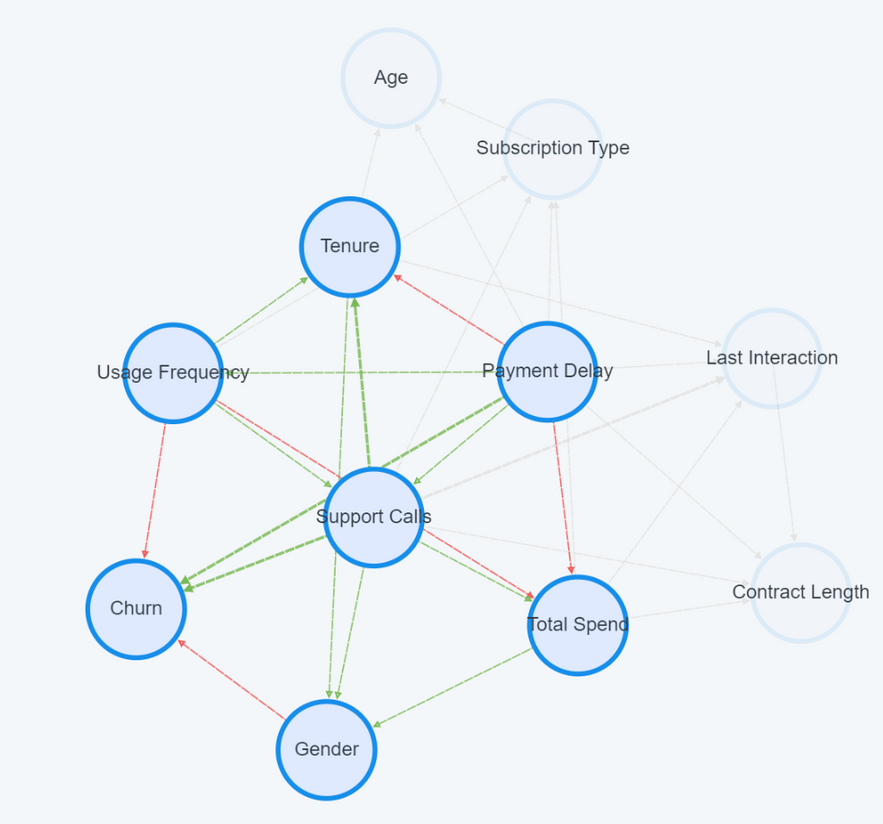 Age
Subscription Type
Tenure
Last Interaction
Usage Frequency
Payment Delay
Support Calls
Contract Length
Churn
Total Spend
Gender